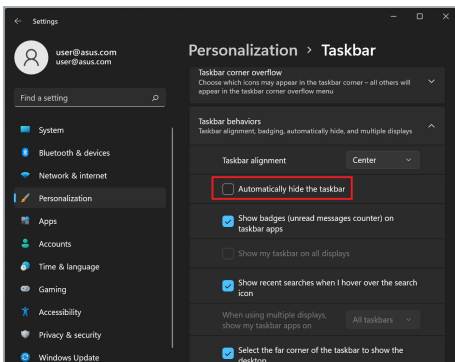 Settings
user@asus.com
user@asus.com
Find a setting
System
Bluetooth & devices
Network & internet
Personalization
Apps
Accounts
Time & language
Gaming
Accessibility
Privacy & security
Windows Update
Personalization > Taskbar
Taskbar corner overflow
Choose which icons may appear in the taskbar corner – all others will
appear in the taskbar corner overflow menu
Taskbar behaviors
Taskbar alignment, badging, automatically hide, and multiple displays
Taskbar alignment Center
Automatically hide the taskbar
Show badges (unread messages counter) on
taskbar apps
Show my taskbar on all displays
Show recent searches when I hover over the search
icon
When using multiple displays,
show my taskbar apps on All taskbars
Select the far corner of the taskbar to show the
desktop